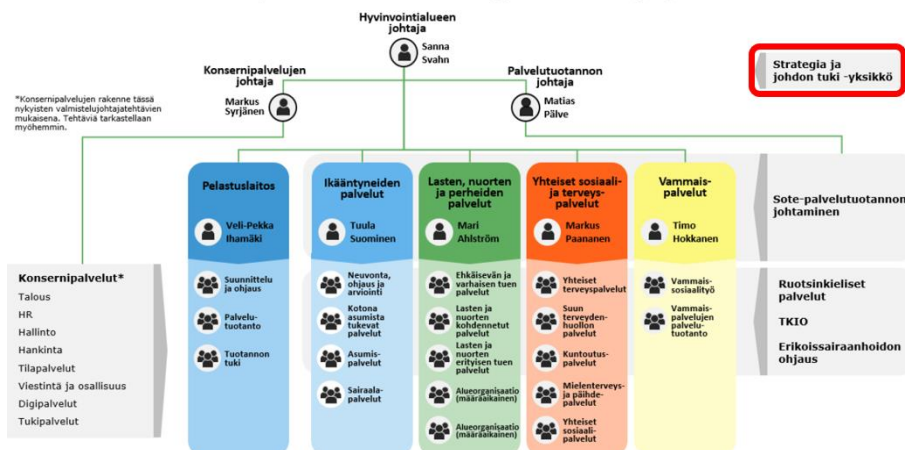 Hyvinvointialueen
johtaja
Sanna
Svahn
Konsernipalvelujen
johtaja
Markus
Syrjänen
Palvelutuotannon
johtaja
Matias
Pälve
Strategia ja
johdon tuki -yksikkö
*Konsernipalvelujen rakenne tässä
nykyisten valmistelujohtajatehtävien
mukaisena. Tehtäviä tarkastellaan
myöhemmin.
Pelastuslaitos
Veli-Pekka
Ihamäki
Suunnittelu
ja ohjaus
Palvelu-
tuotanto
Tuotannon
tuki
Ikääntyneiden
palvelut
Tuula
Suominen
Neuvonta,
ohjaus ja
arviointi
Kotona
asumista
tukevat
palvelut
Asumis-
palvelut
Sairaala-
palvelut
Lasten, nuorten
ja perheiden
palvelut
Mari
Ahlström
Ehkäisevän ja
varhaisen tuen
palvelut
Lasten ja
nuorten
kohdennetut
palvelut
Lasten ja
nuorten
erityisen tuen
palvelut
Alueorganisaatio
(määräaikainen)
Alueorganisaatio
(määräaikainen)
Yhteiset sosiaali-
ja terveys-
palvelut
Markus
Paananen
Yhteiset
terveyspalvelut
Suun
terveyden-
huollon
palvelut
Kuntoutus-
palvelut
Mielenterveys-
ja päihde-
palvelut
Yhteiset
sosiaali-
palvelut
Vammais-
palvelut
Timo
Hokkanen
Vammais-
sosiaalityö
Vammais-
palvelujen
palvelu-
tuotanto
Sote-palvelutuotannon
johtaminen
Ruotsinkieliset
palvelut
TKIO
Erikoissairaanhoidon
ohjaus
Konsernipalvelut*
Talous
HR
Hallinto
Hankinta
Tilapalvelut
Viestintä ja osallisuus
Digipalvelut
Tukipalvelut